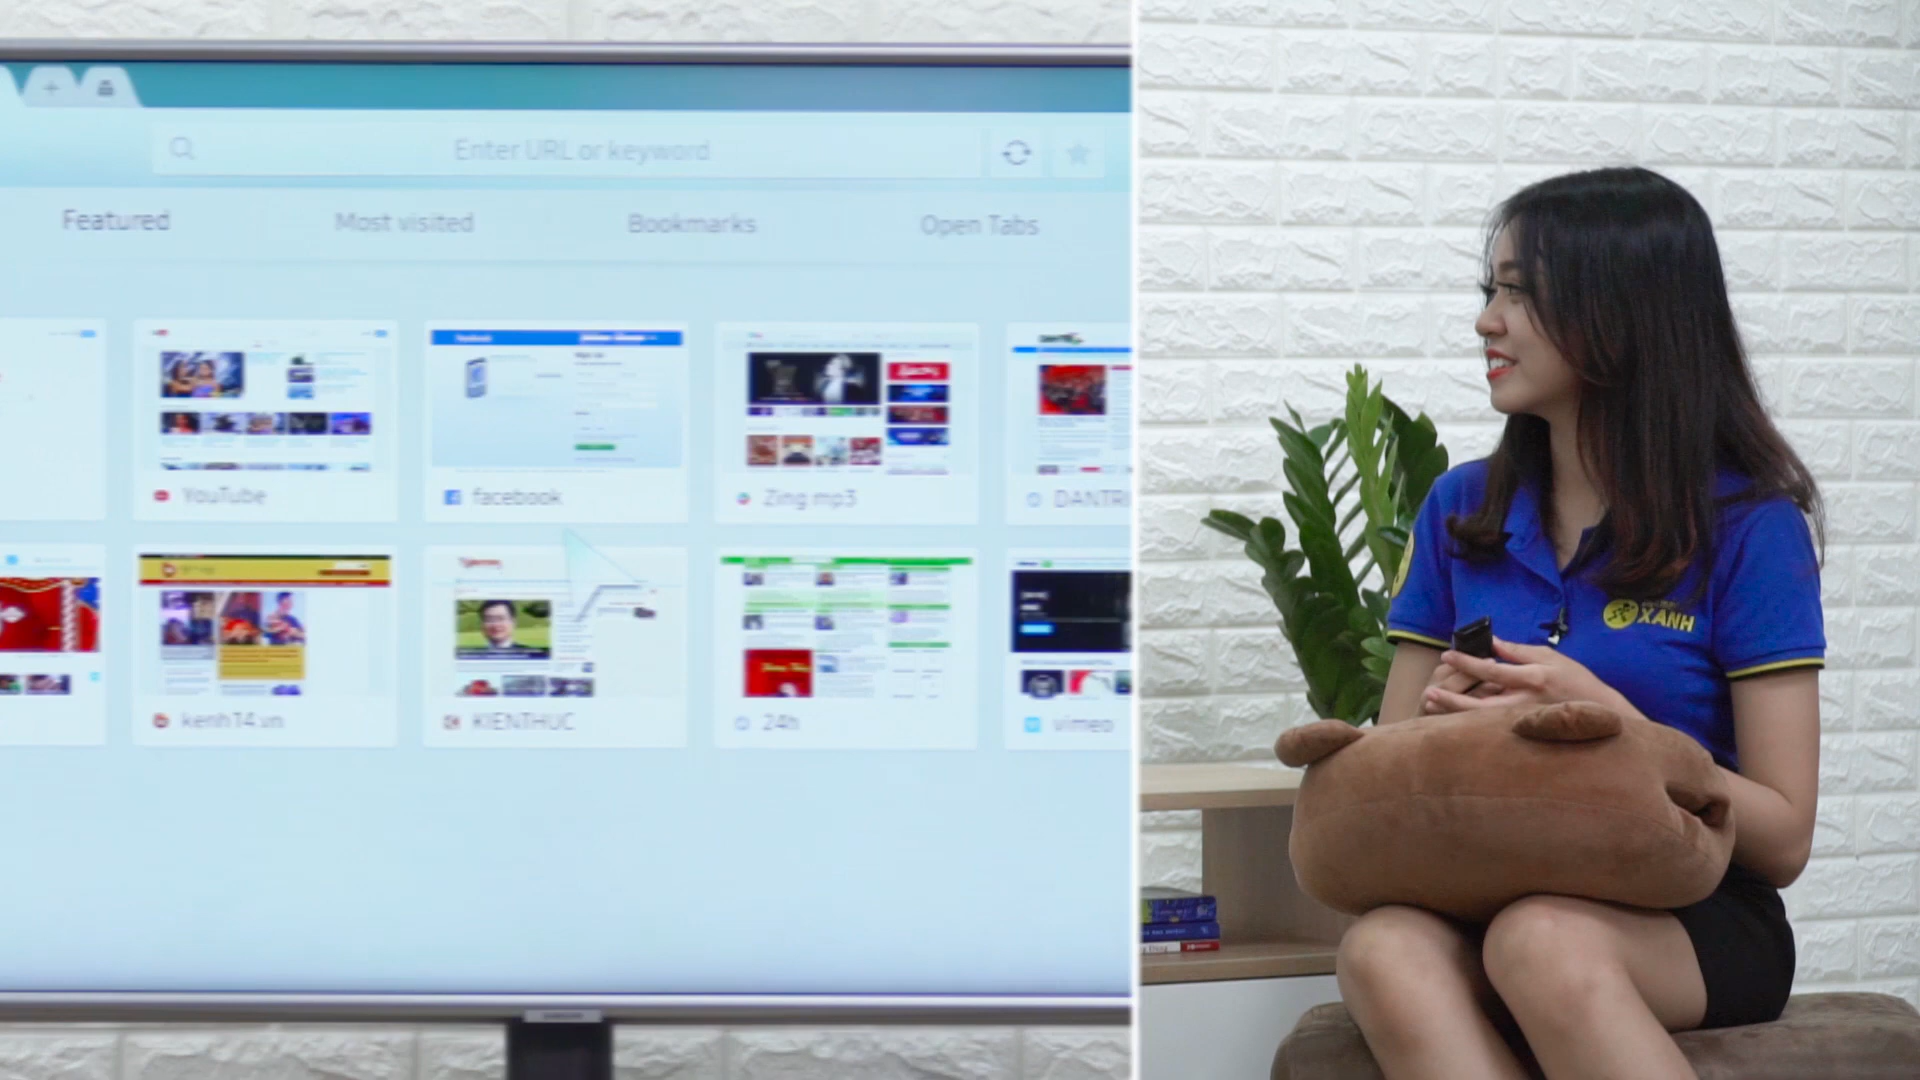 Enter URL or keyword
Featured
Most visited
Bookmarks
Open Tabs
YouTube
facebook
Zing mp3
DANTRI
kenh14.vn
KIENTHUC
24h
vimeo
SAMSUNG
XANH